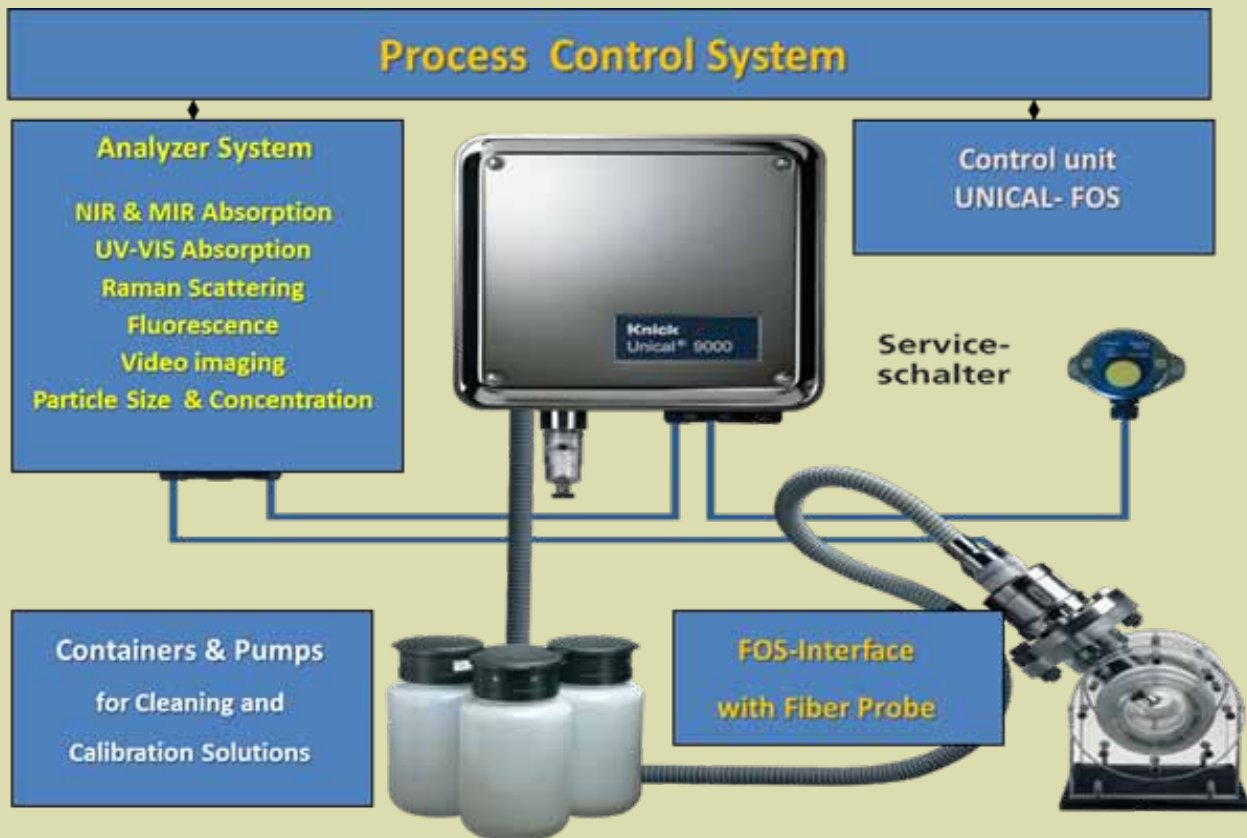 Process Control System
Analyzer System
NIR & MIR Absorption
UV-VIS Absorption
Raman Scattering
Fluorescence
Video imaging
Particle Size & Concentration
Control unit
UNICAL- FOS
Knick
Unical® 9000
Service-
schalter
Containers & Pumps
for Cleaning and
Calibration Solutions
FOS-Interface
with Fiber Probe